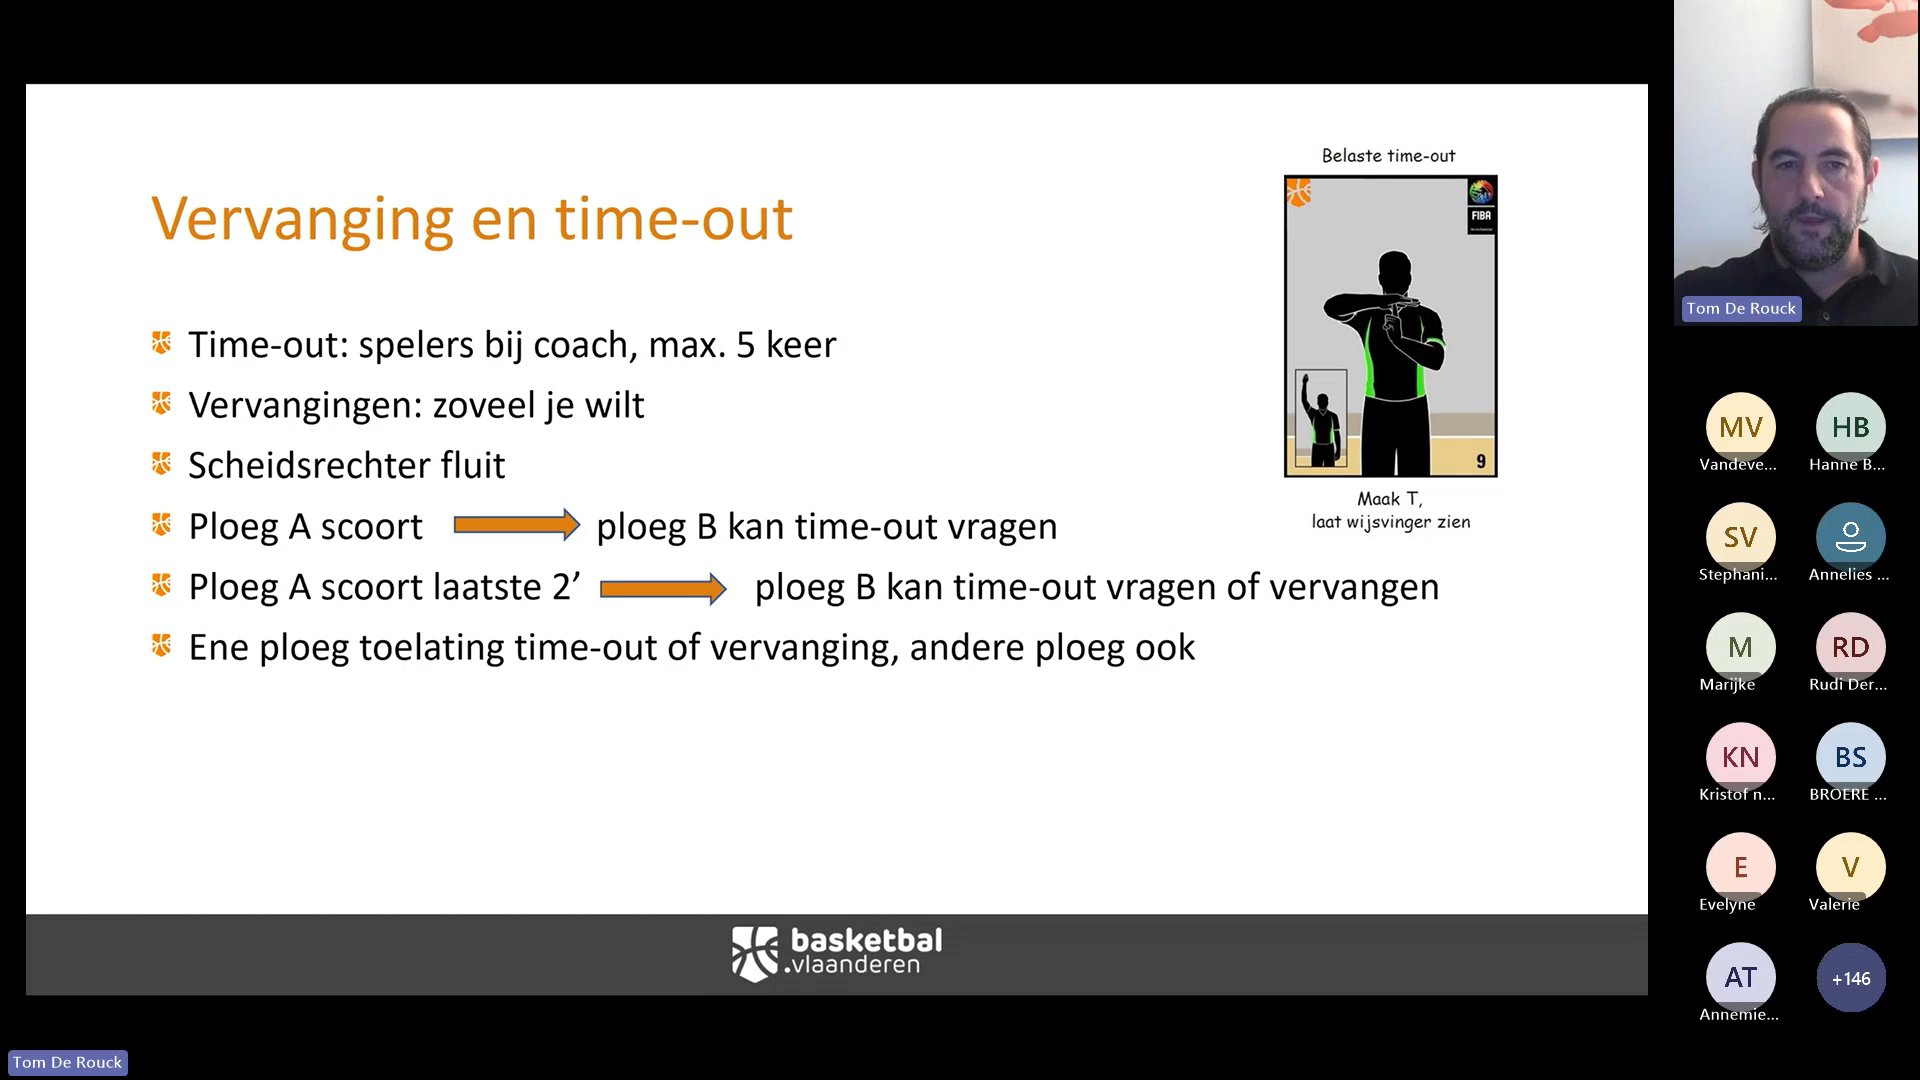 Vervanging en time-out
Time-out: spelers bij coach, max. 5 keer
Vervangingen: zoveel je wilt
Scheidsrechter fluit
Ploeg A scoort ploeg B kan time-out vragen
Ploeg A scoort laatste 2’ ploeg B kan time-out vragen of vervangen
Ene ploeg toelating time-out of vervanging, andere ploeg ook
Belaste time-out
FIBA
9
Maak T,
laat wijsvinger zien
basketbal
.vlaanderen
Tom De Rouck
Tom De Rouck
MV
Vandeve...
HB
Hanne B...
SV
Stephani...
Annelies ...
M
Marijke
RD
Rudi Der...
KN
Kristof n...
BS
BROERE ...
E
Evelyne
V
Valerie
AT
Annemie...
+146